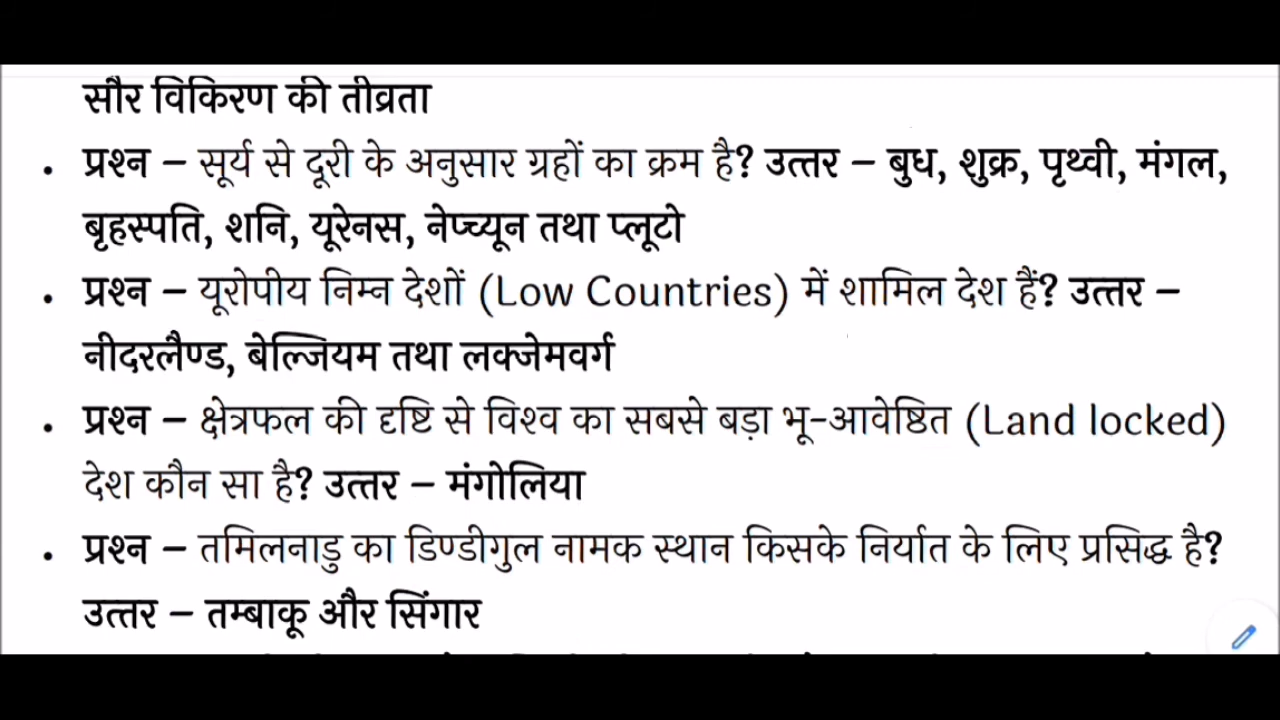 सौर विकिरण की तीव्रता
• प्रश्न – सूर्य से दूरी के अनुसार ग्रहों का क्रम है? उत्तर – बुध, शुक्र, पृथ्वी, मंगल,
बृहस्पति, शनि, यूरेनस, नेप्च्यून तथा प्लूटो
• प्रश्न – यूरोपीय निम्न देशों (Low Countries) में शामिल देश हैं? उत्तर –
नीदरलैण्ड, बेल्जियम तथा लक्जेमवर्ग
• प्रश्न – क्षेत्रफल की दृष्टि से विश्व का सबसे बड़ा भू-आवेष्ठित (Land locked)
देश कौन सा है? उत्तर – मंगोलिया
• प्रश्न – तमिलनाडु का डिण्डीगुल नामक स्थान किसके निर्यात के लिए प्रसिद्ध है?
उत्तर – तम्बाकू और सिंगार